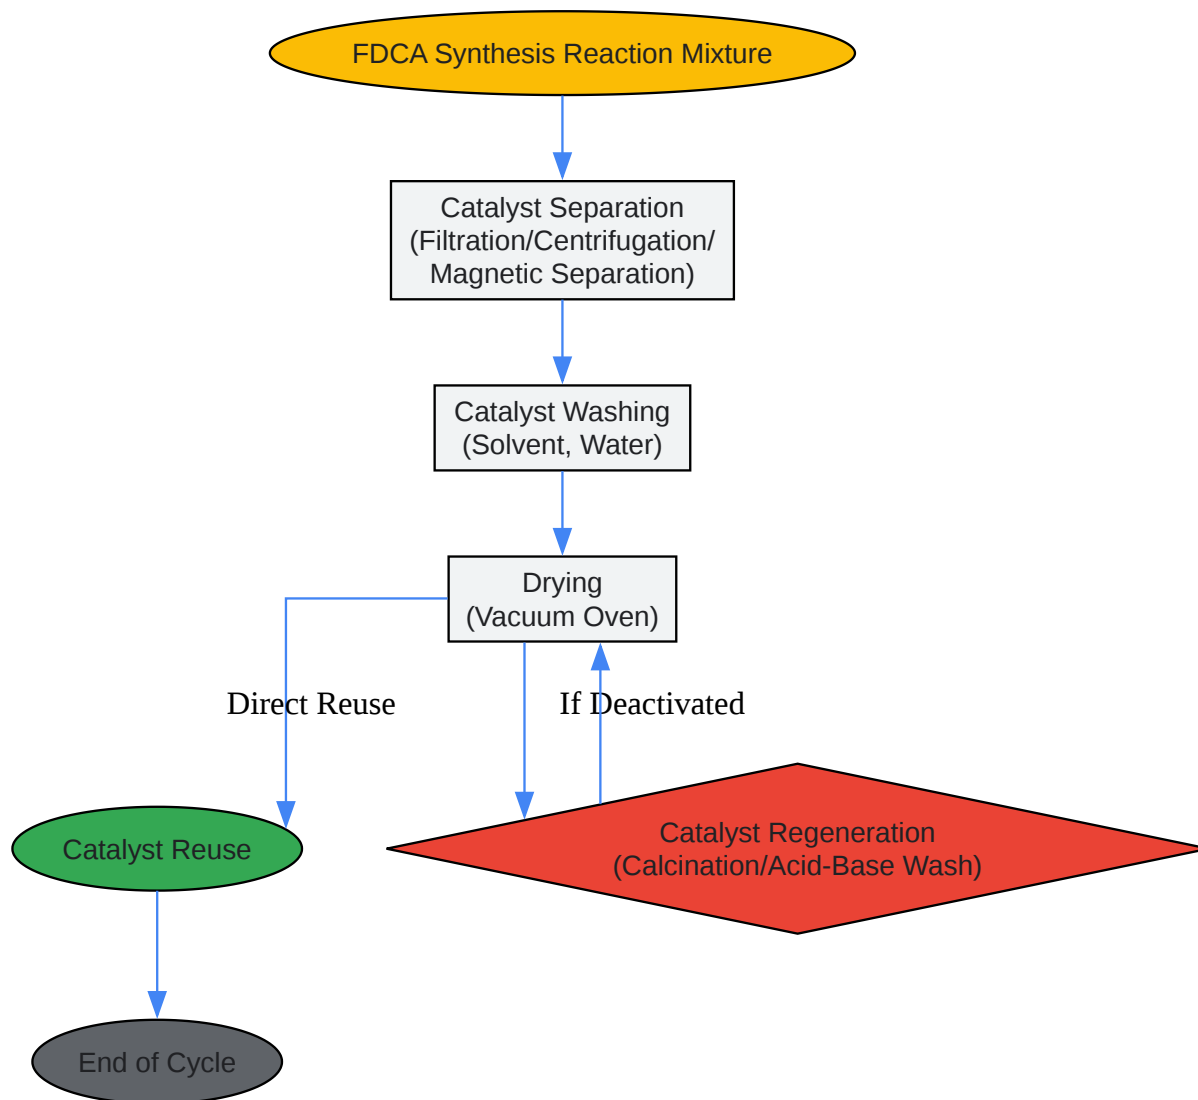 FDCA Synthesis Reaction Mixture
Catalyst Separation
(Filtration/Centrifugation/
Magnetic Separation)
Catalyst Washing
(Solvent, Water)
Drying
(Vacuum Oven)
Direct Reuse
If Deactivated
Catalyst Reuse
Catalyst Regeneration
(Calcination/Acid-Base Wash)
End of Cycle